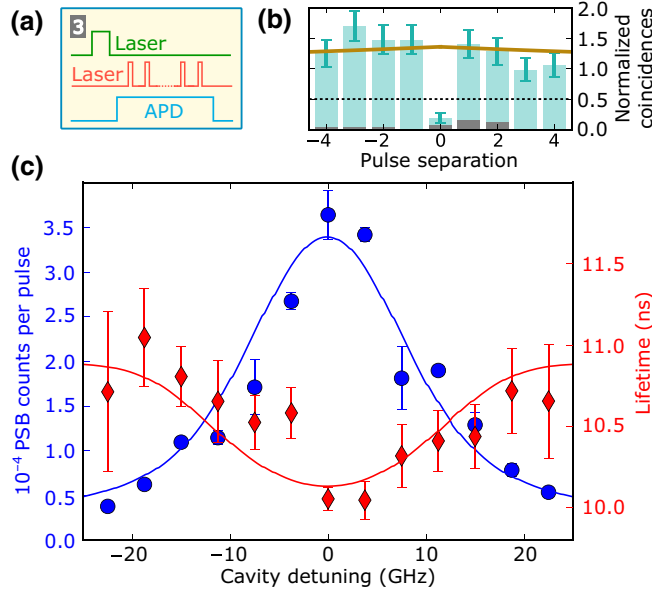 (a)
3
Laser
Laser
APD
(b)
2.0
1.5
1.0
0.5
0.0
Normalized
coincidences
−4 −2 0 2 4
Pulse separation
(c)
3.5
3.0
2.5
2.0
1.5
1.0
0.5
0.0
10⁻⁴ PSB counts per pulse
11.5
11.0
10.5
10.0
Lifetime (ns)
−20 −10 0 10 20
Cavity detuning (GHz)